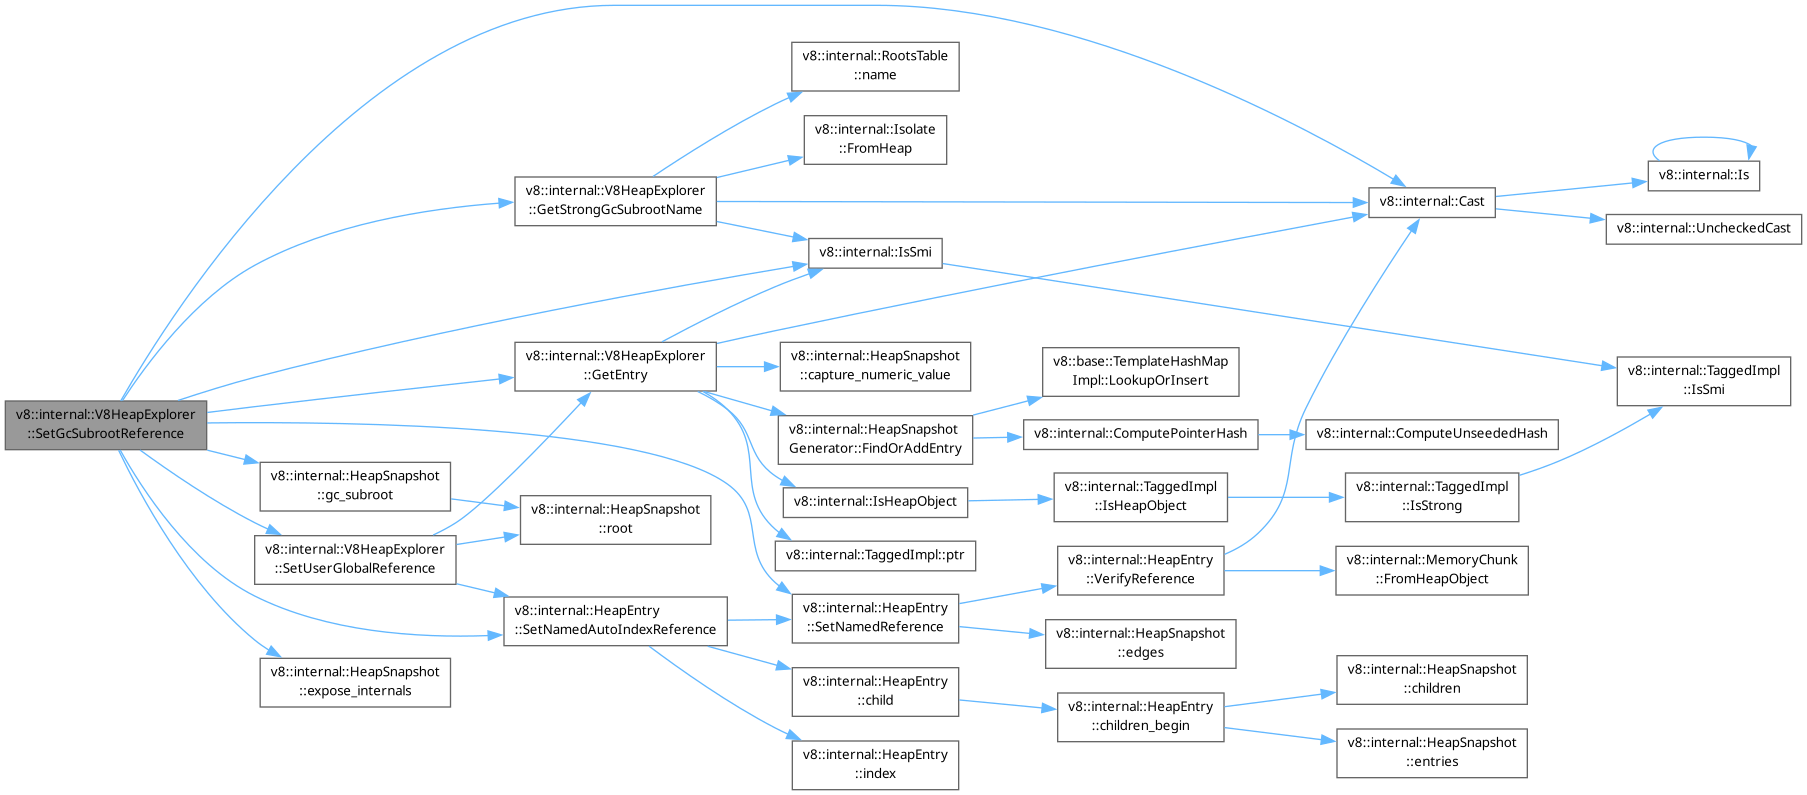 v8::internal::V8HeapExplorer
::SetGcSubrootReference
v8::internal::HeapSnapshot
::gc_subroot
v8::internal::V8HeapExplorer
::SetUserGlobalReference
v8::internal::HeapSnapshot
::expose_internals
v8::internal::V8HeapExplorer
::GetStrongGcSubrootName
v8::internal::V8HeapExplorer
::GetEntry
v8::internal::HeapSnapshot
::root
v8::internal::HeapEntry
::SetNamedAutoIndexReference
v8::internal::RootsTable
::name
v8::internal::Isolate
::FromHeap
v8::internal::IsSmi
v8::internal::HeapSnapshot
::capture_numeric_value
v8::internal::HeapSnapshot
Generator::FindOrAddEntry
v8::internal::IsHeapObject
v8::internal::TaggedImpl::ptr
v8::internal::HeapEntry
::SetNamedReference
v8::internal::HeapEntry
::child
v8::internal::HeapEntry
::index
v8::base::TemplateHashMap
Impl::LookupOrInsert
v8::internal::ComputePointerHash
v8::internal::TaggedImpl
::IsHeapObject
v8::internal::HeapEntry
::VerifyReference
v8::internal::HeapSnapshot
::edges
v8::internal::HeapEntry
::children_begin
v8::internal::Cast
v8::internal::ComputeUnseededHash
v8::internal::TaggedImpl
::IsStrong
v8::internal::MemoryChunk
::FromHeapObject
v8::internal::HeapSnapshot
::children
v8::internal::HeapSnapshot
::entries
v8::internal::Is
v8::internal::UncheckedCast
v8::internal::TaggedImpl
::IsSmi